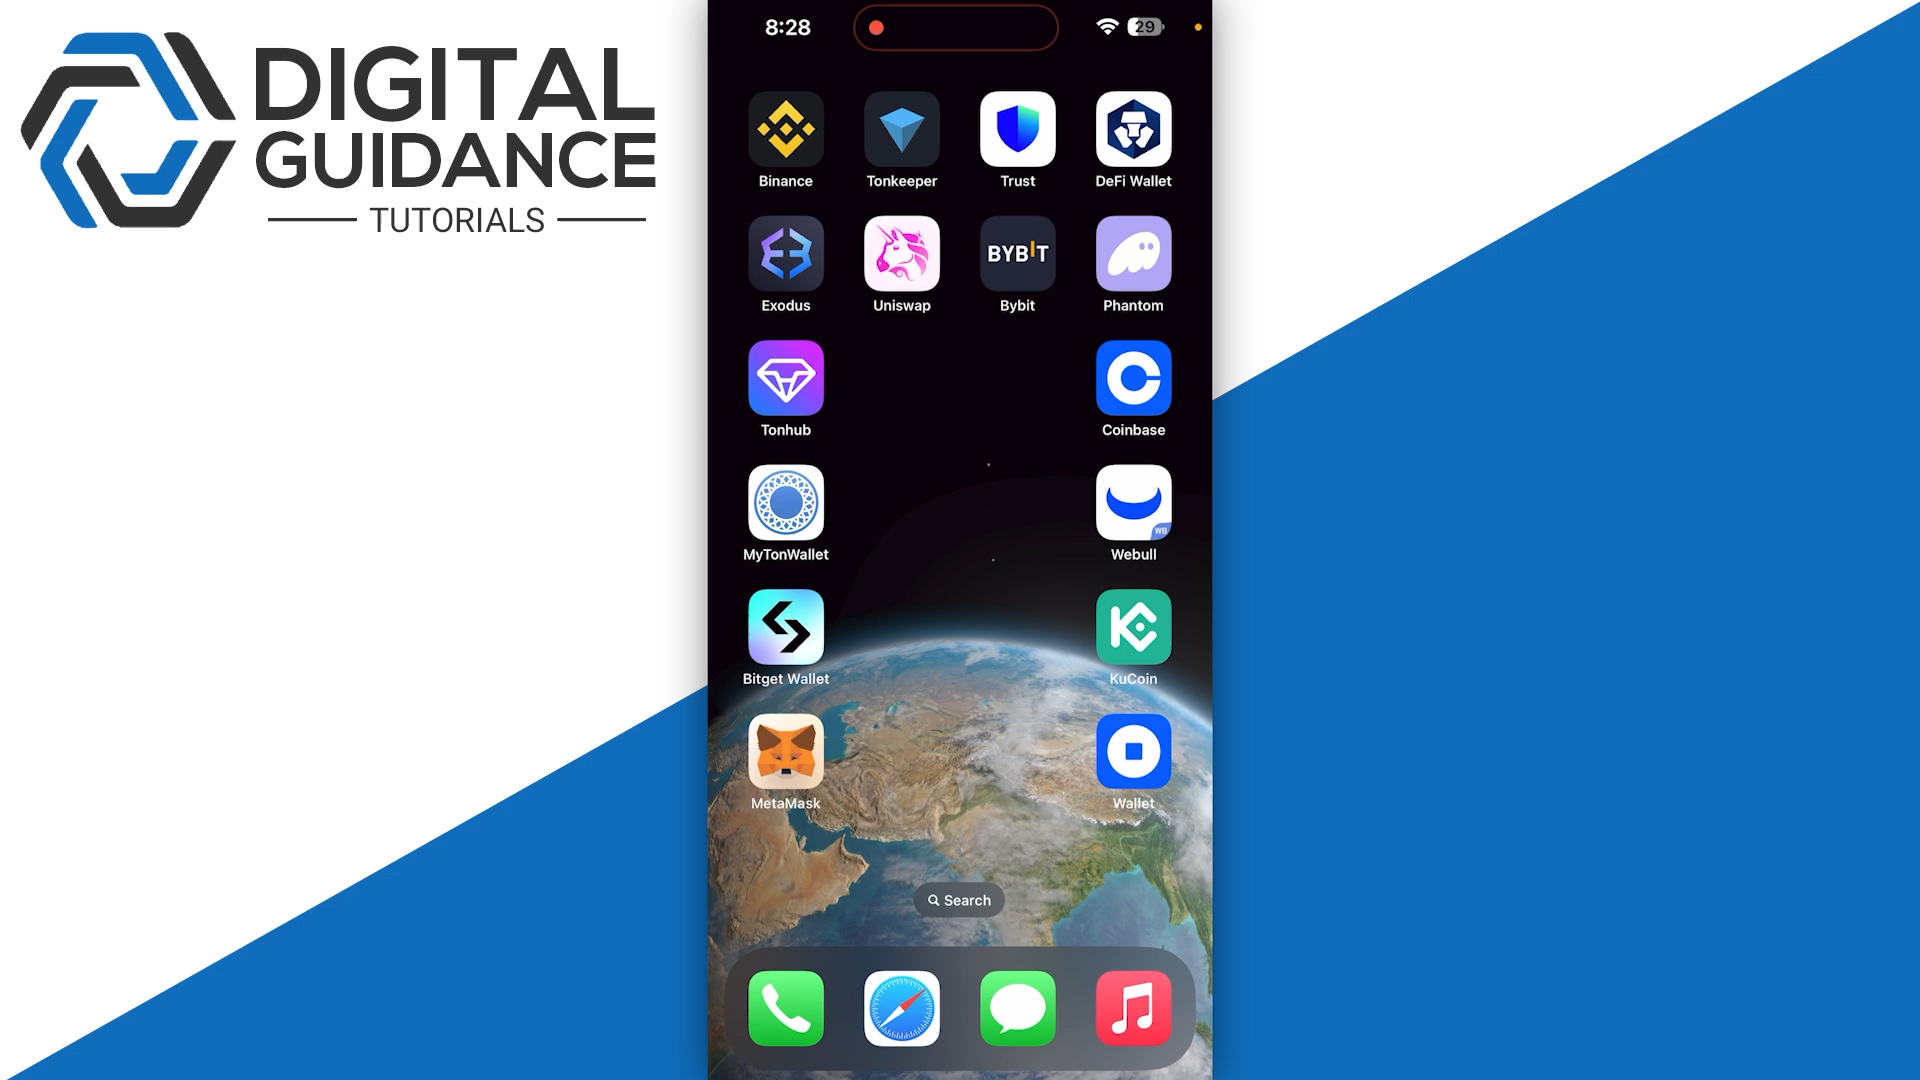 DIGITAL
GUIDANCE
TUTORIALS
8:28
29
Binance
Tonkeeper
Trust
DeFi Wallet
BYBIT
Exodus
Uniswap
Bybit
Phantom
Tonhub
Coinbase
WB
MyTonWallet
Webull
Bitget Wallet
KuCoin
MetaMask
Wallet
Search